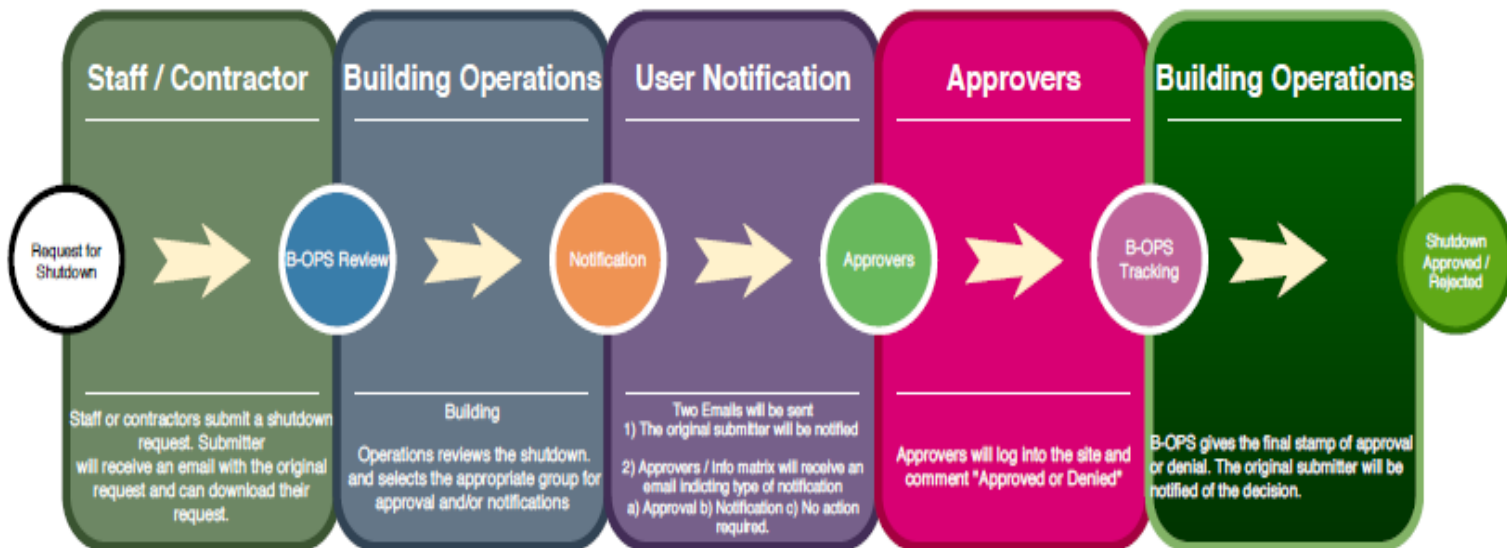 Staff / Contractor
Building Operations
User Notification
Approvers
Building Operations
Request for
Shutdown
B-OPS Review
Notification
Approvers
B-OPS
Tracking
Shutdown
Approved /
Rejected
Staff or contractors submit a shutdown
request. Submitter
will receive an email with the original
request and can download their
request.
Building
Operations reviews the shutdown.
and selects the appropriate group for
approval and/or notifications
Two Emails will be sent
1) The original submitter will be notified
2) Approvers / Info matrix will receive an
email indicting type of notification
a) Approval b) Notification c) No action
required.
Approvers will log into the site and
comment "Approved or Denied"
B-OPS gives the final stamp of approval
or denial. The original submitter will be
notified of the decision.